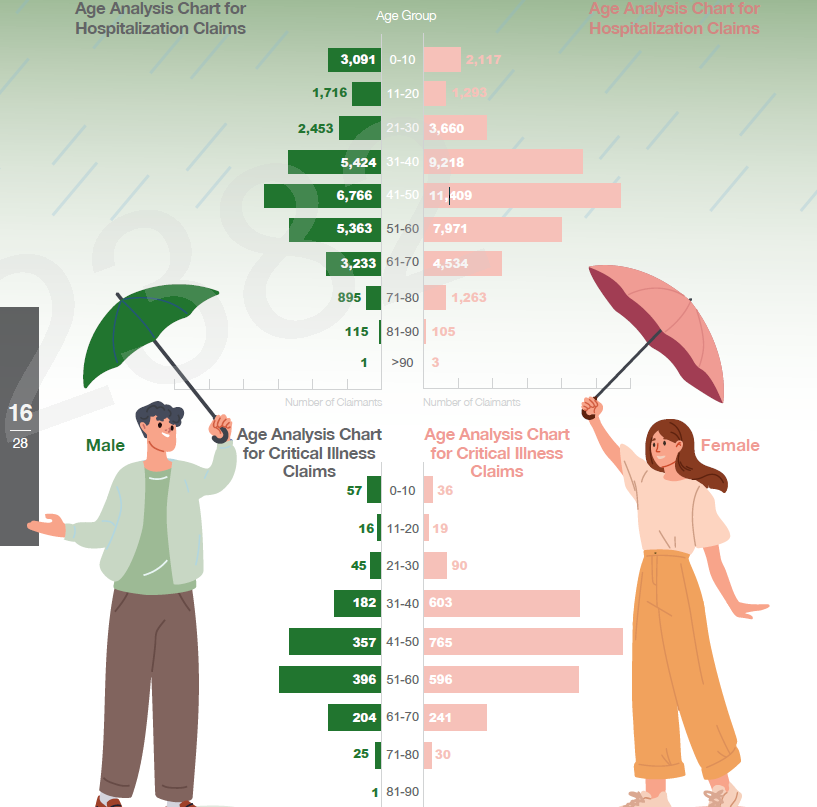 Age Analysis Chart for
Hospitalization Claims
Age Group
Age Analysis Chart for
Hospitalization Claims
3,091 0-10 2,117
1,716 11-20 1,293
2,453 21-30 3,660
5,424 31-40 9,218
6,766 41-50 11,409
5,363 51-60 7,971
3,233 61-70 4,534
895 71-80 1,263
115 81-90 105
1 >90 3
Number of Claimants Number of Claimants
16
28
Male
Age Analysis Chart
for Critical Illness
Claims
Age Analysis Chart
for Critical Illness
Claims
Female
57 0-10 36
16 11-20 19
45 21-30 90
182 31-40 603
357 41-50 765
396 51-60 596
204 61-70 241
25 71-80 30
1 81-90